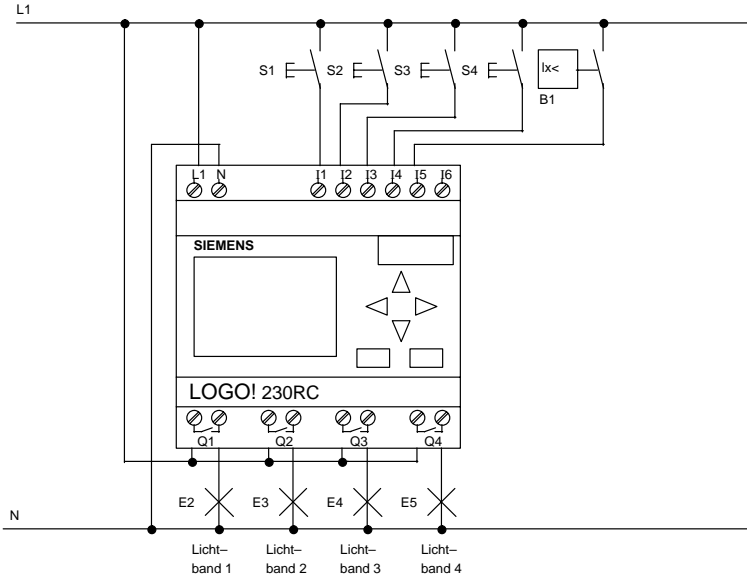 L1
S1 S2 S3 S4 Ix<
B1
L1 N I1 I2 I3 I4 I5 I6
SIEMENS
LOGO! 230RC
Q1 Q2 Q3 Q4
E2 E3 E4 E5
N
Licht–
band 1
Licht–
band 2
Licht–
band 3
Licht–
band 4